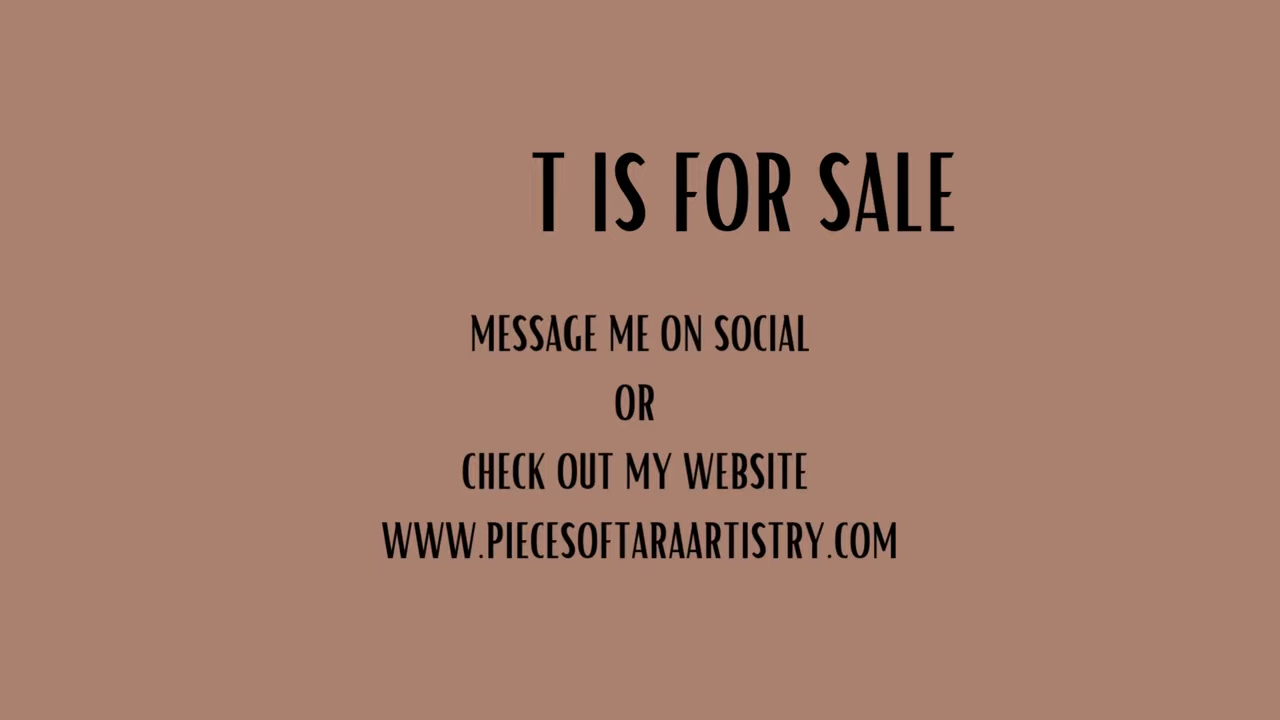 T IS FOR SALE
MESSAGE ME ON SOCIAL
OR
CHECK OUT MY WEBSITE
WWW.PIECESOFTARAARTISTRY.COM